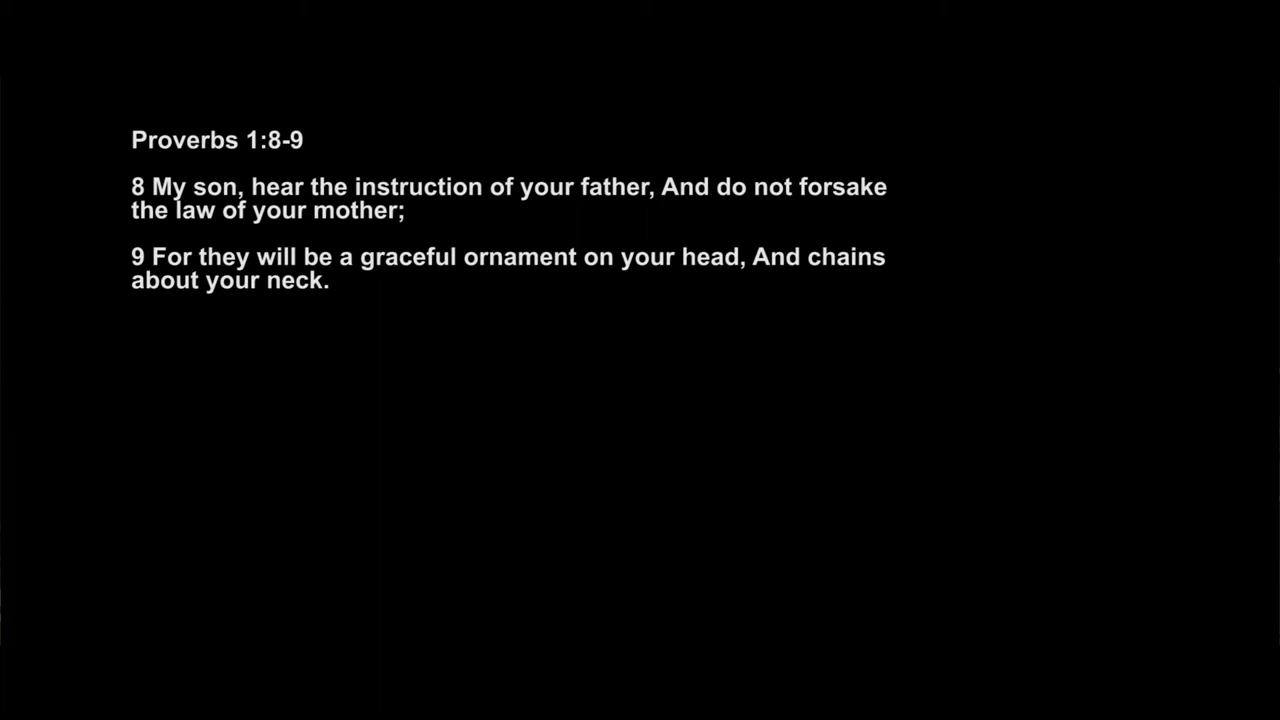 Proverbs 1:8-9
8 My son, hear the instruction of your father, And do not forsake
the law of your mother;
9 For they will be a graceful ornament on your head, And chains
about your neck.